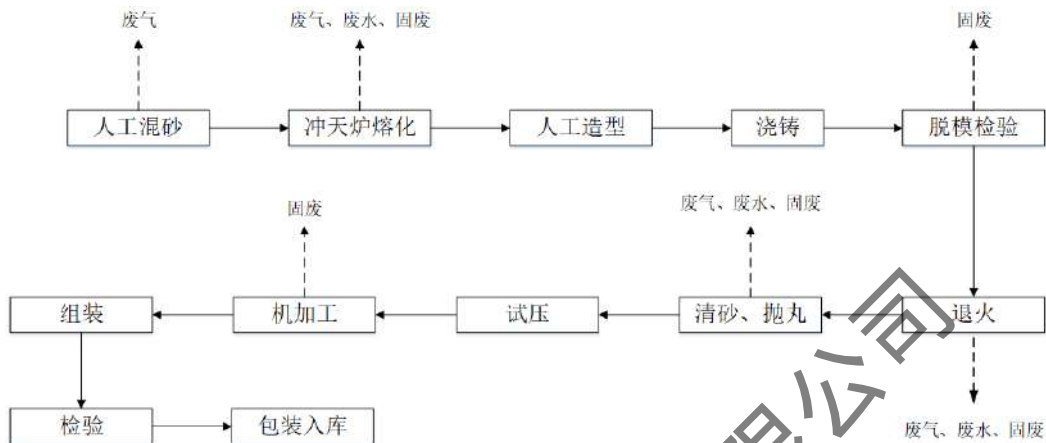 废气
废气、废水、固废
固废
人工混砂
冲天炉熔化
人工造型
浇铸
脱模检验
固废
废气、废水、固废
组装
机加工
试压
清砂、抛丸
退火
检验
包装入库
废气、废水、固废
限公司